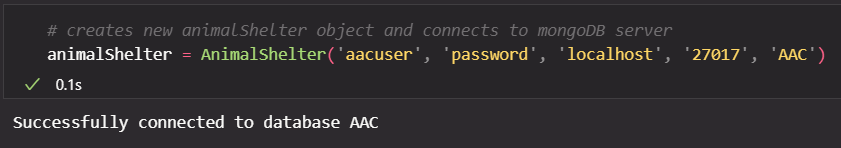 # creates new animalShelter object and connects to mongoDB server
animalShelter = AnimalShelter('aacuser', 'password', 'localhost', '27017', 'AAC')
✓ 0.1s
Successfully connected to database AAC